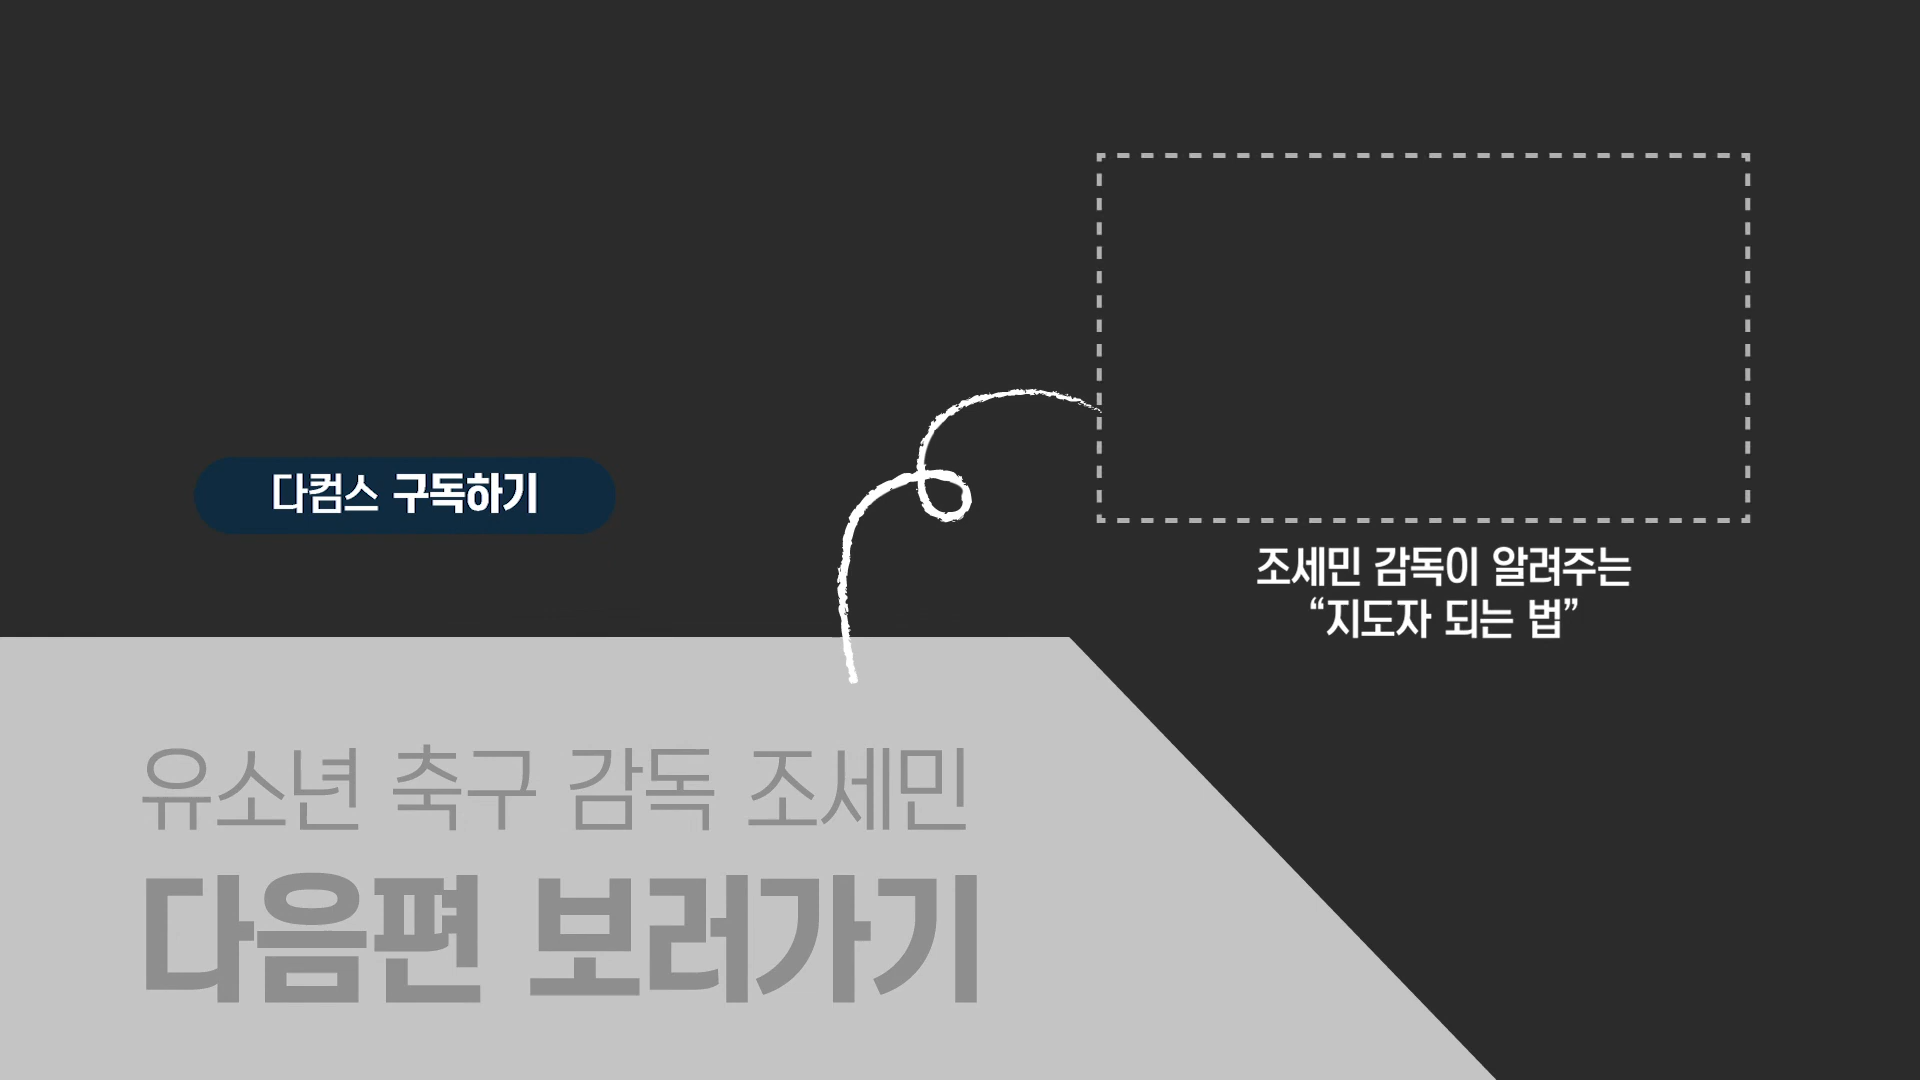 다컴스 구독하기
조세민 감독이 알려주는
“지도자 되는 법”
유소년 축구 감독 조세민
다음편 보러가기